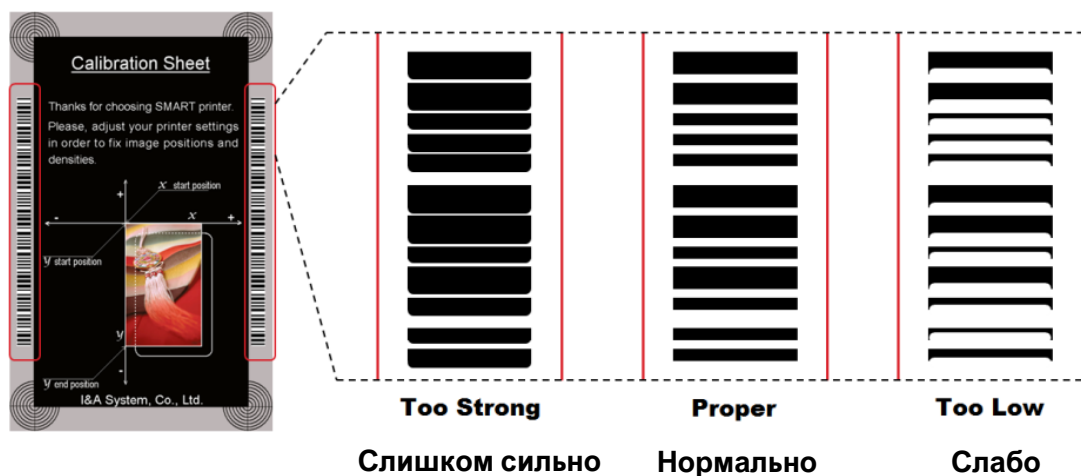 Calibration Sheet
Thanks for choosing SMART printer.
Please, adjust your printer settings
in order to fix image positions and
densities.
x start position
+
-
x
+
y start position
y
y end position
-
I&A System, Co., Ltd.
Too Strong
Proper
Too Low
Слишком сильно
Нормально
Слабо